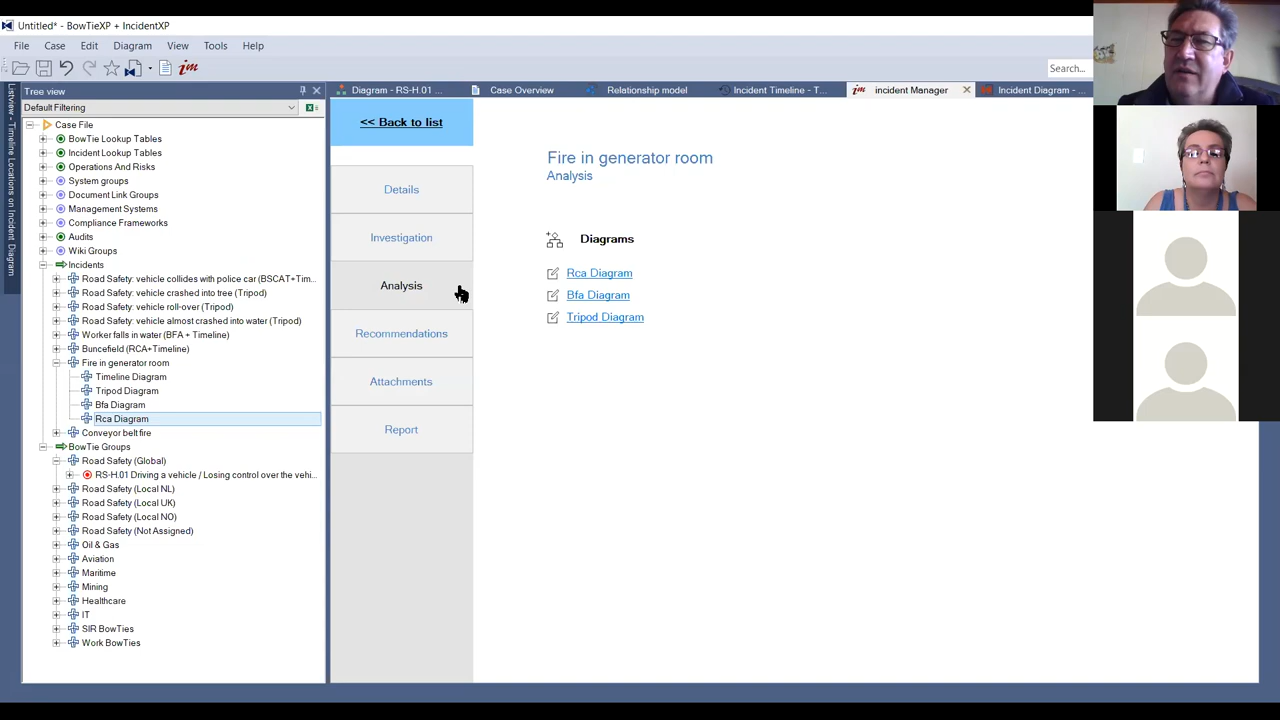 Untitled* - BowTieXP + IncidentXP
File Case Edit Diagram View Tools Help
im
Search...
Listview - Timeline Locations on Incident Diagram
Tree view
Default Filtering
Case File
BowTie Lookup Tables
Incident Lookup Tables
Operations And Risks
System groups
Document Link Groups
Management Systems
Compliance Frameworks
Audits
Wiki Groups
Incidents
Road Safety: vehicle collides with police car (BSCAT+Tim...
Road Safety: vehicle crashed into tree (Tripod)
Road Safety: vehicle roll-over (Tripod)
Road Safety: vehicle almost crashed into water (Tripod)
Worker falls in water (BFA + Timeline)
Buncefield (RCA+Timeline)
Fire in generator room
Timeline Diagram
Tripod Diagram
Bfa Diagram
Rca Diagram
Conveyor belt fire
BowTie Groups
Road Safety (Global)
RS-H.01 Driving a vehicle / Losing control over the vehi...
Road Safety (Local NL)
Road Safety (Local UK)
Road Safety (Local NO)
Road Safety (Not Assigned)
Oil & Gas
Aviation
Maritime
Mining
Healthcare
IT
SIR BowTies
Work BowTies
Diagram - RS-H.01 ... Case Overview Relationship model Incident Timeline - T... im incident Manager Incident Diagram - ...
<< Back to list
Details
Investigation
Analysis
Recommendations
Attachments
Report
Fire in generator room
Analysis
Diagrams
Rca Diagram
Bfa Diagram
Tripod Diagram